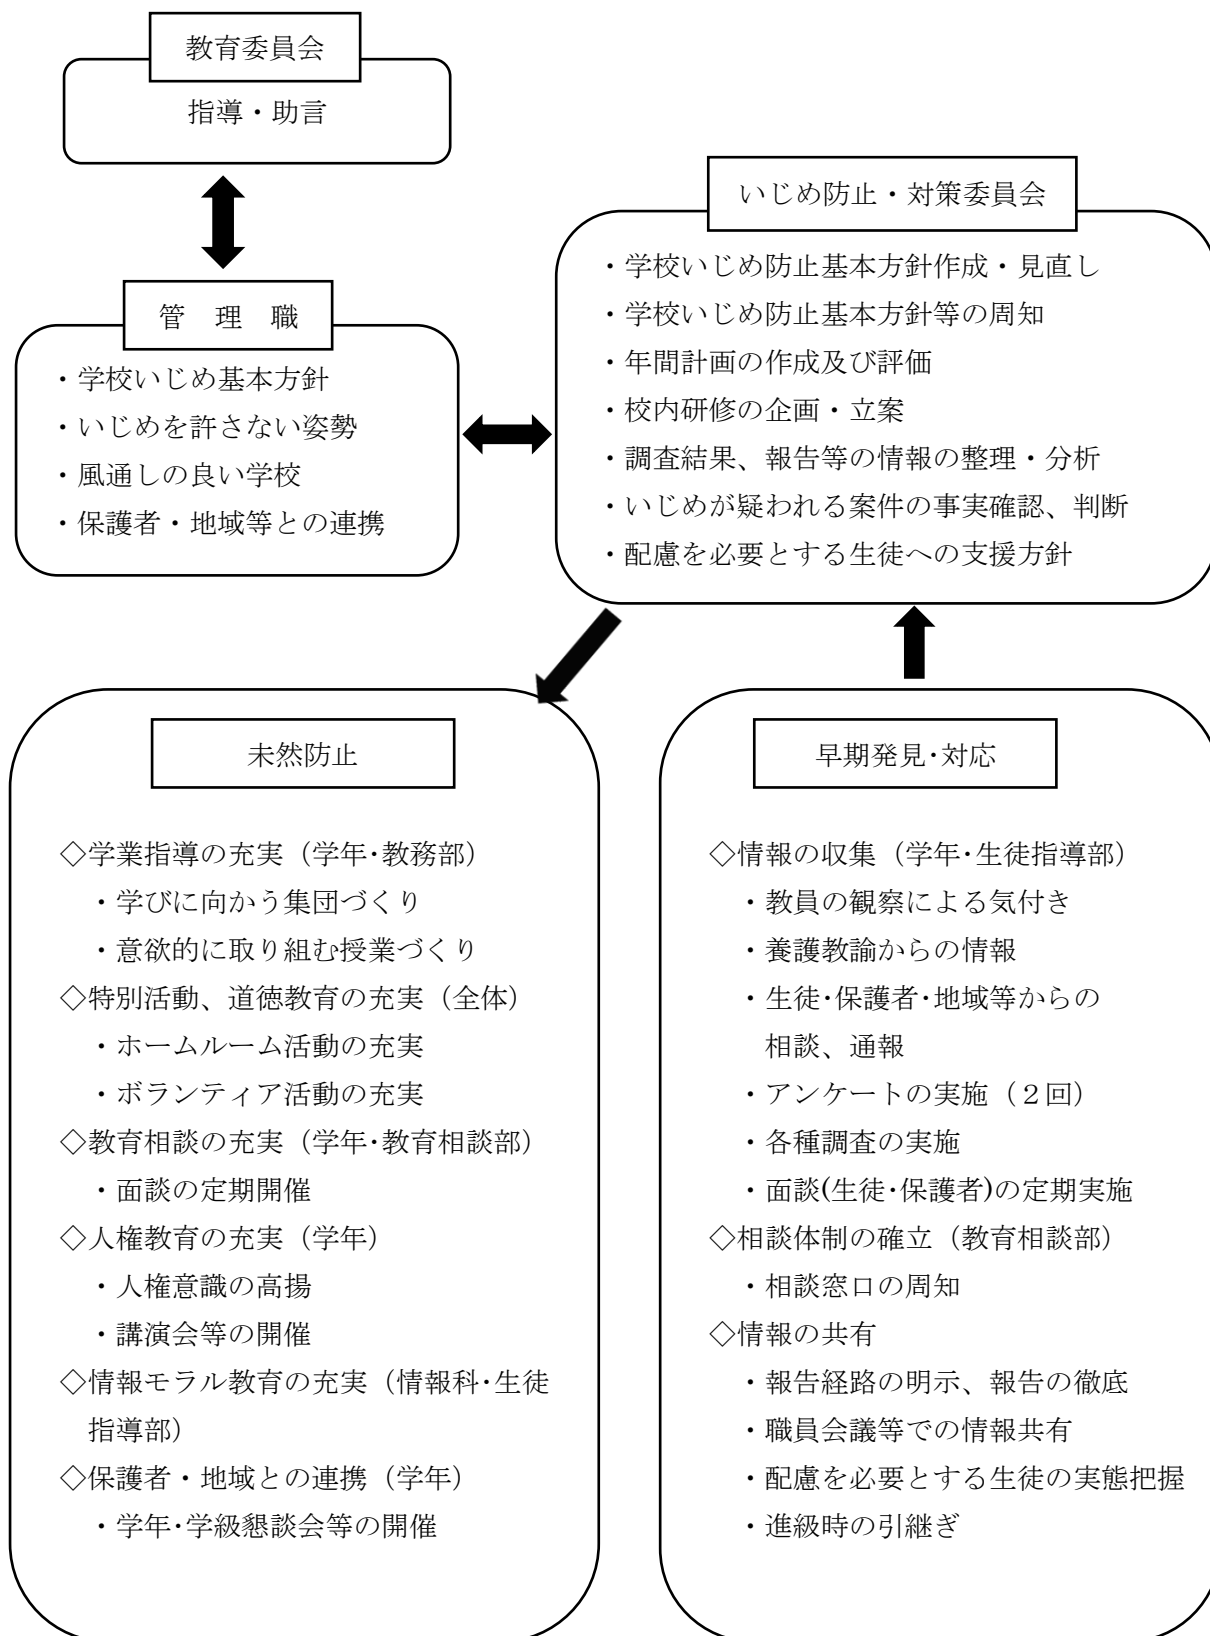 教育委員会
指導・助言
管　理　職
・学校いじめ基本方針
・いじめを許さない姿勢
・風通しの良い学校
・保護者・地域等との連携
いじめ防止・対策委員会
・学校いじめ防止基本方針作成・見直し
・学校いじめ防止基本方針等の周知
・年間計画の作成及び評価
・校内研修の企画・立案
・調査結果、報告等の情報の整理・分析
・いじめが疑われる案件の事実確認、判断
・配慮を必要とする生徒への支援方針
未然防止
◇学業指導の充実（学年・教務部）
・学びに向かう集団づくり
・意欲的に取り組む授業づくり
◇特別活動、道徳教育の充実（全体）
・ホームルーム活動の充実
・ボランティア活動の充実
◇教育相談の充実（学年・教育相談部）
・面談の定期開催
◇人権教育の充実（学年）
・人権意識の高揚
・講演会等の開催
◇情報モラル教育の充実（情報科・生徒
指導部）
◇保護者・地域との連携（学年）
・学年・学級懇談会等の開催
早期発見・対応
◇情報の収集（学年・生徒指導部）
・教員の観察による気付き
・養護教諭からの情報
・生徒・保護者・地域等からの
相談、通報
・アンケートの実施（２回）
・各種調査の実施
・面談(生徒・保護者)の定期実施
◇相談体制の確立（教育相談部）
・相談窓口の周知
◇情報の共有
・報告経路の明示、報告の徹底
・職員会議等での情報共有
・配慮を必要とする生徒の実態把握
・進級時の引継ぎ